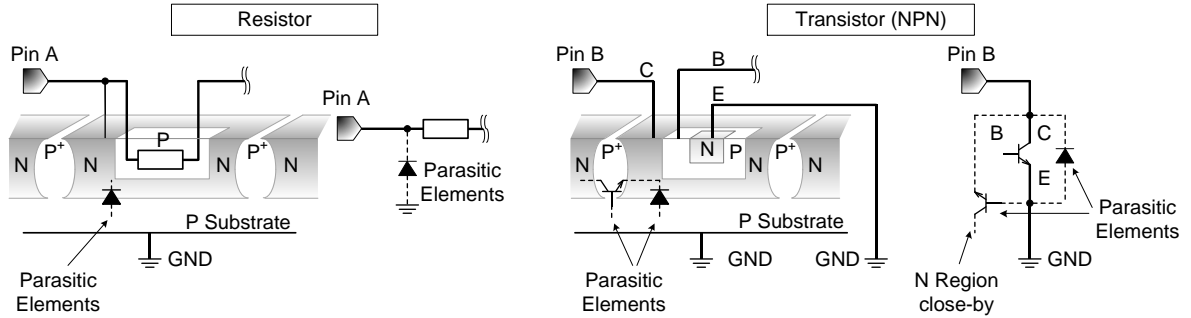 Resistor
Pin A
N
P+
N
P
N
P+
N
Parasitic
Elements
P Substrate
GND
Pin A
Parasitic
Elements
Transistor (NPN)
Pin B
C
B
E
N
P+
N
N
P
N
P+
N
P Substrate
Parasitic
Elements
GND
GND
Pin B
B
C
E
Parasitic
Elements
N Region
close-by